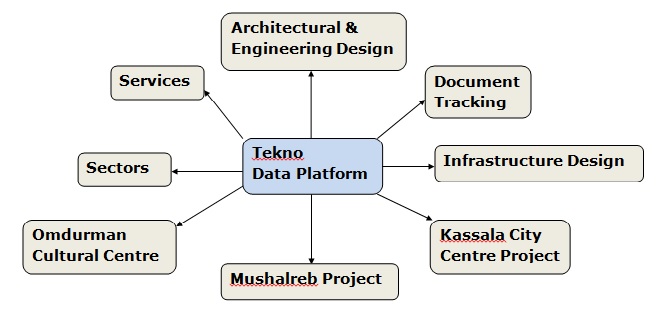 Architectural &
Engineering Design
Services
Document
Tracking
Tekno
Data Platform
Infrastructure Design
Sectors
Omdurman
Cultural Centre
Kassala City
Centre Project
Mushalreb Project